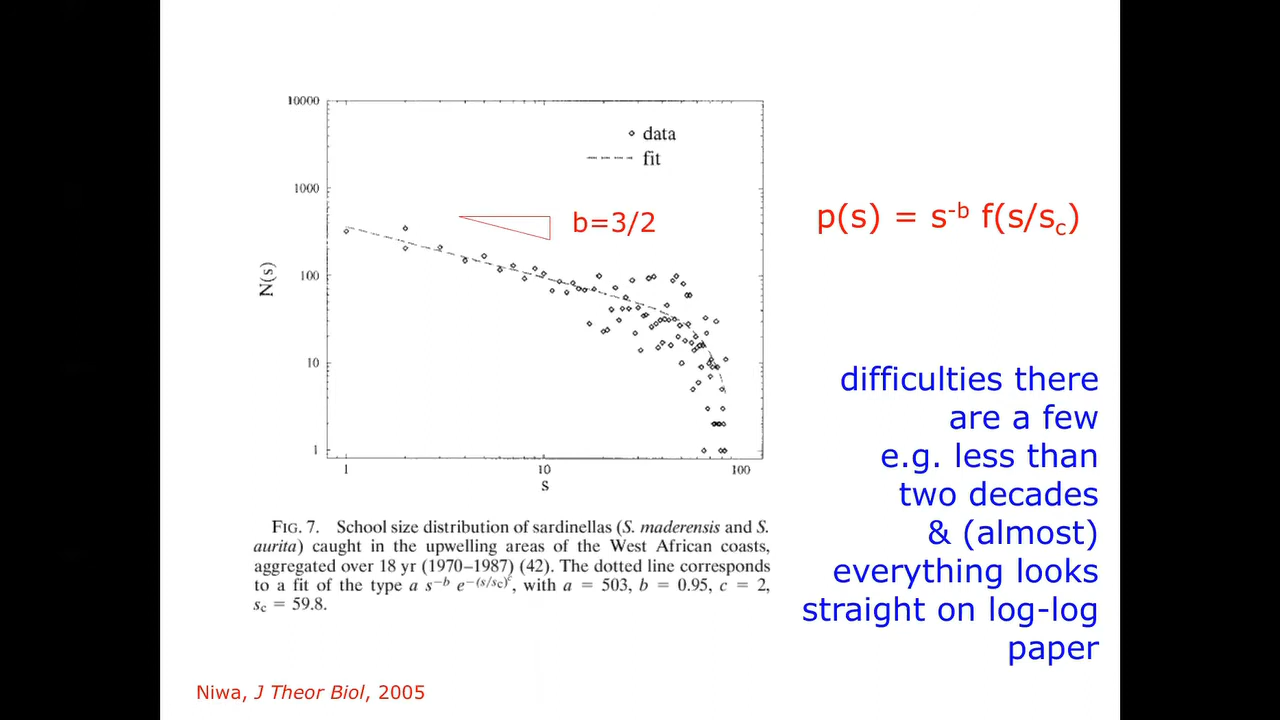 10000
1000
100
10
1
1
10
100
N(s)
s
data
fit
b=3/2
p(s) = s⁻ᵇ f(s/s_c)
difficulties there
are a few
e.g. less than
two decades
& (almost)
everything looks
straight on log-log
paper
FIG. 7. School size distribution of sardinellas (S. maderensis and S.
aurita) caught in the upwelling areas of the West African coasts,
aggregated over 18 yr (1970–1987) (42). The dotted line corresponds
to a fit of the type a s⁻ᵇ e^−(s/s_c)^c, with a = 503, b = 0.95, c = 2,
s_c = 59.8.
Niwa, J Theor Biol, 2005